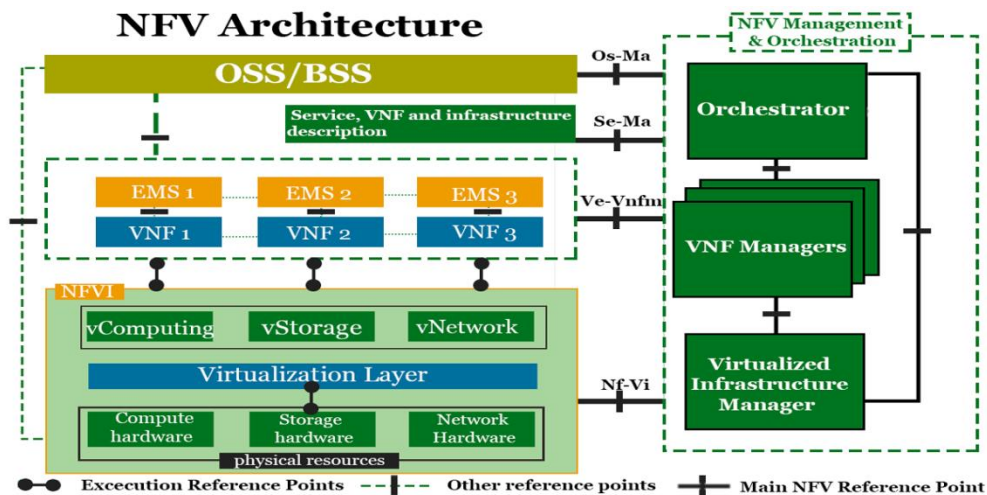 NFV Architecture
NFV Management
& Orchestration
OSS/BSS
Os-Ma
Orchestrator
Service, VNF and infrastructure
description
Se-Ma
EMS 1
EMS 2
EMS 3
Ve-Vnfm
VNF 1
VNF 2
VNF 3
VNF Managers
NFVI
vComputing
vStorage
vNetwork
Virtualization Layer
Nf-Vi
Virtualized
Infrastructure
Manager
Compute
hardware
Storage
hardware
Network
Hardware
physical resources
Excecution Reference Points
Other reference points
Main NFV Reference Point